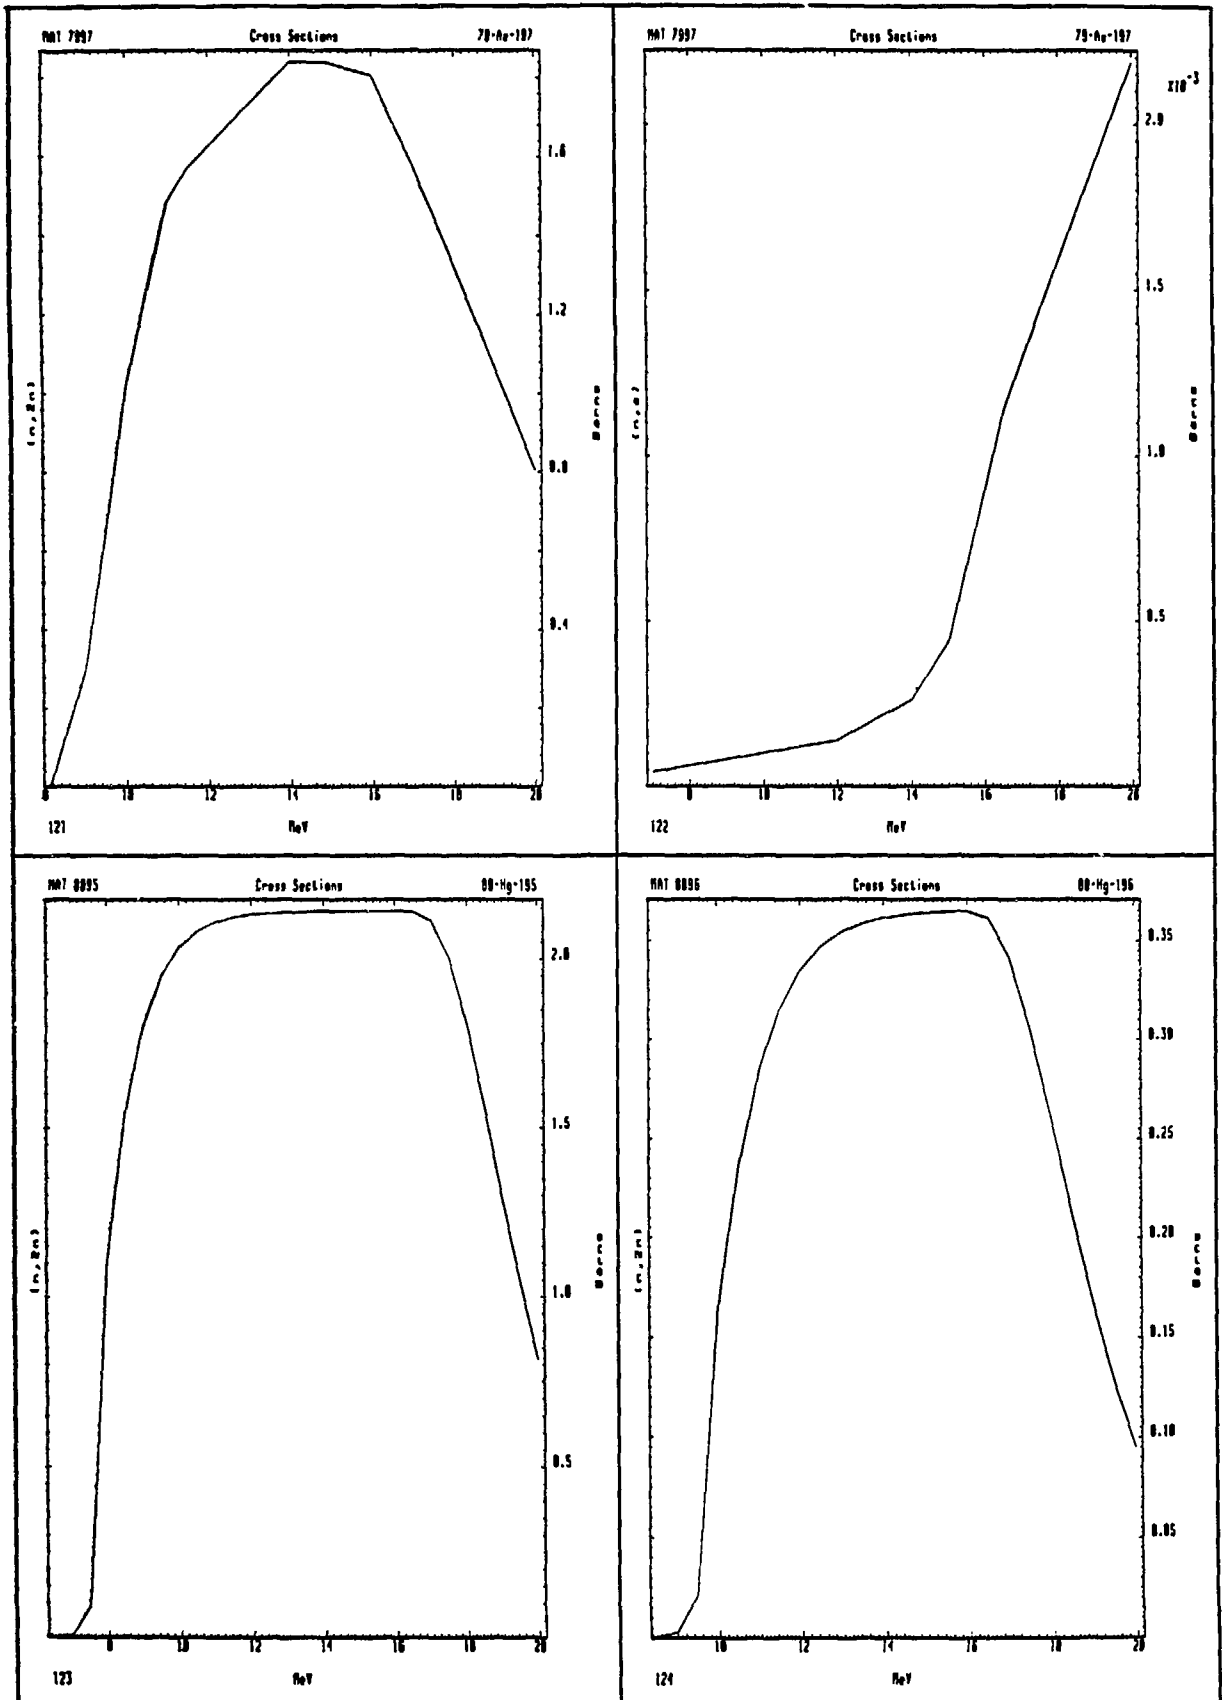 MAT 7997 Cross Sections 79-Au-197
(n,2n)
1.6
1.2
0.8
0.4
Barns
8 10 12 14 16 18 20
121 MeV
MAT 7997 Cross Sections 79-Au-197
X10-3
2.0
1.5
1.0
0.5
Barns
8 10 12 14 16 18 20
122 MeV
MAT 8095 Cross Sections 80-Hg-195
(n,2n)
2.0
1.5
1.0
0.5
Barns
8 10 12 14 16 18 20
123 MeV
MAT 8096 Cross Sections 80-Hg-196
(n,2n)
0.35
0.30
0.25
0.20
0.15
0.10
0.05
Barns
10 12 14 16 18 20
124 MeV